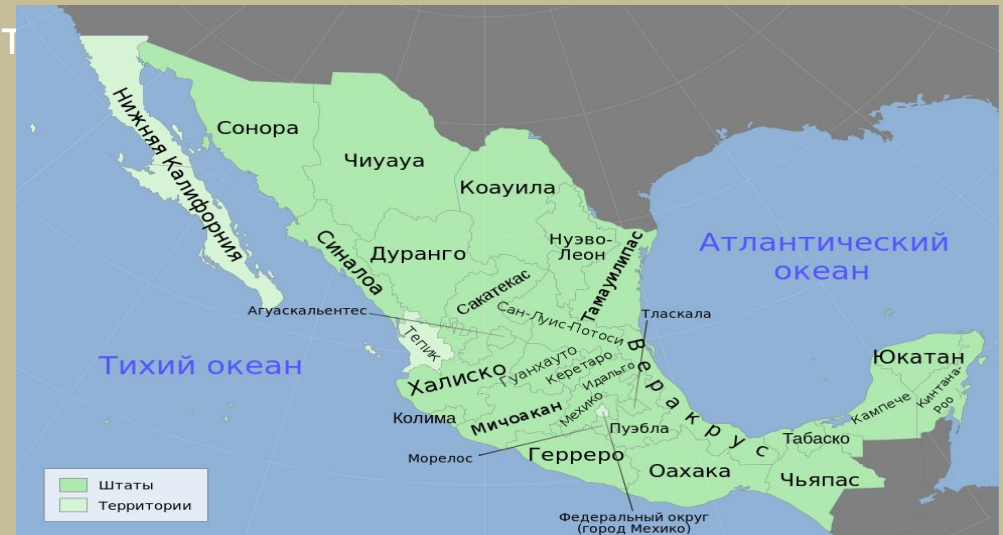 т
Нижняя Калифорния
Сонора
Чиуауа
Коауила
Синалоа
Дуранго
Нуэво-
Леон
Тамаулипас
Атлантический
океан
Сакатекас
Агуаскальентес
Сан-Луис-Потоси
Тласкала
Тепик
Тихий океан
Халиско
Гуанхауто
Керетаро
Идальго
Веракрус
Юкатан
Кампече
Кинтана-
Роо
Колима
Мичоакан
Мехико
Пуэбла
Табаско
Морелос
Герреро
Оахака
Чьяпас
Штаты
Территории
Федеральный округ
(город Мехико)